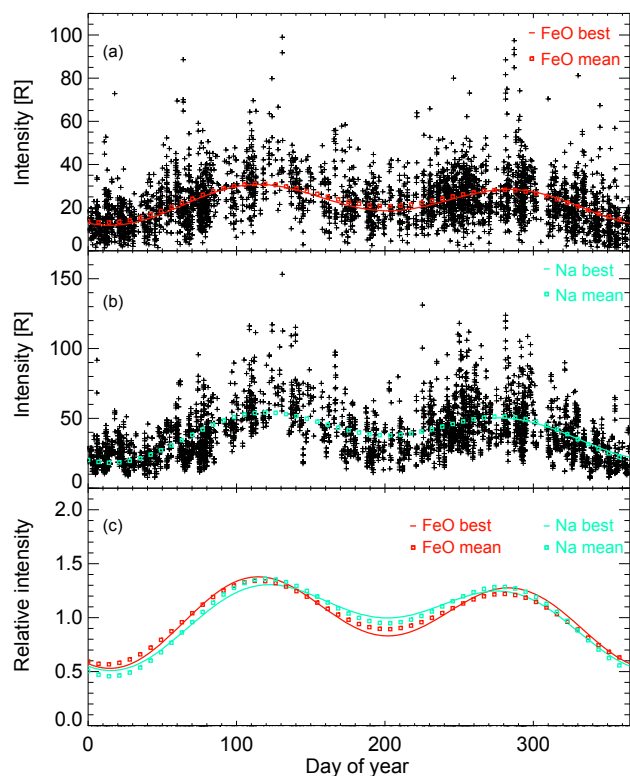 100
80
60
40
20
0
Intensity [R]
(a)
FeO best
FeO mean
150
100
50
0
Intensity [R]
(b)
Na best
Na mean
2.0
1.5
1.0
0.5
0.0
Relative intensity
(c)
FeO best
FeO mean
Na best
Na mean
0 100 200 300
Day of year